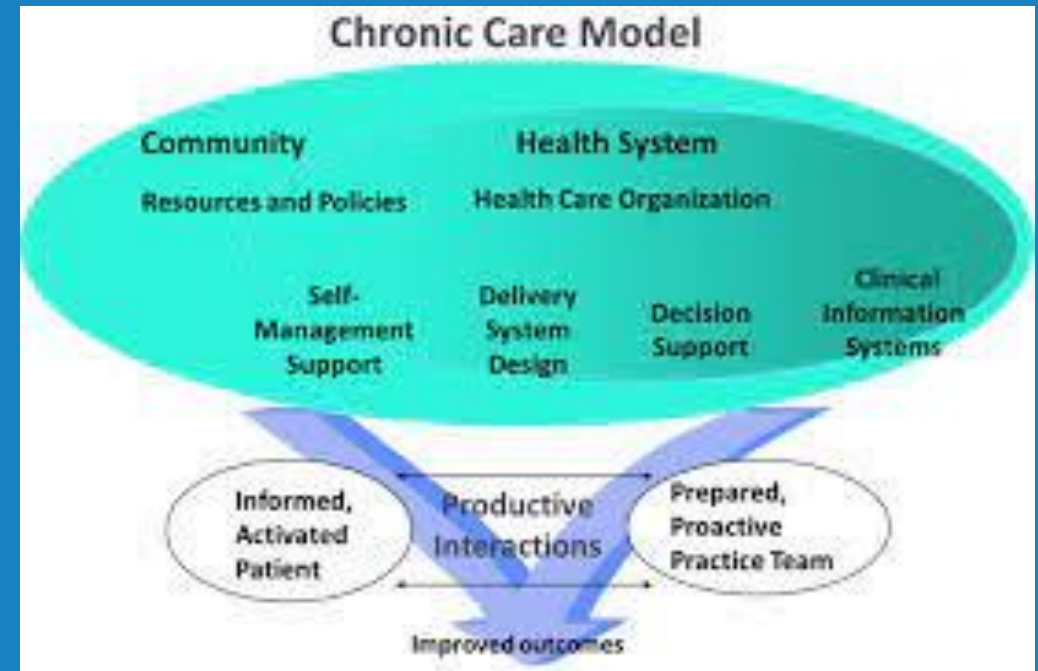 Chronic Care Model
Community
Health System
Resources and Policies
Health Care Organization
Self-
Management
Support
Delivery
System
Design
Decision
Support
Clinical
Information
Systems
Informed,
Activated
Patient
Productive
Interactions
Prepared,
Proactive
Practice Team
Improved outcomes